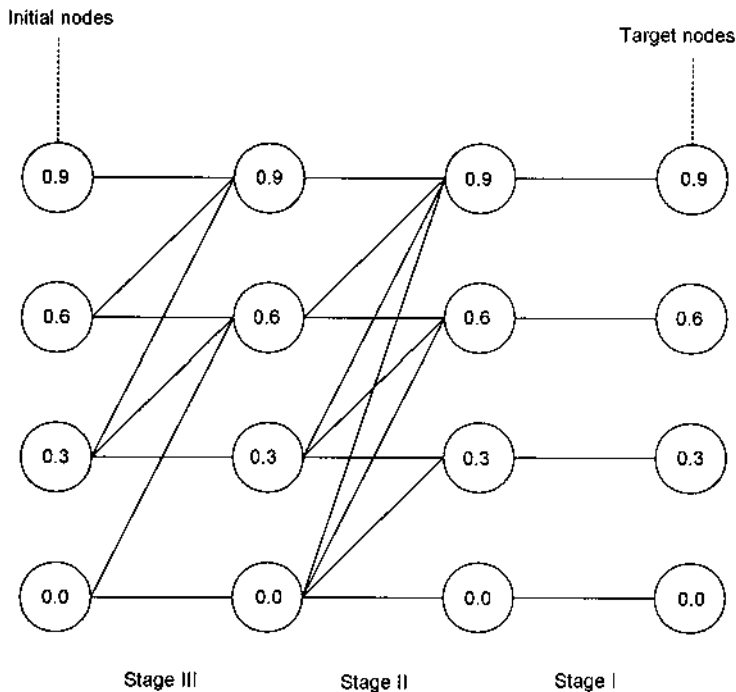 Initial nodes
Target nodes
0.9 0.9 0.9 0.9
0.6 0.6 0.6 0.6
0.3 0.3 0.3 0.3
0.0 0.0 0.0 0.0
Stage III Stage II Stage I